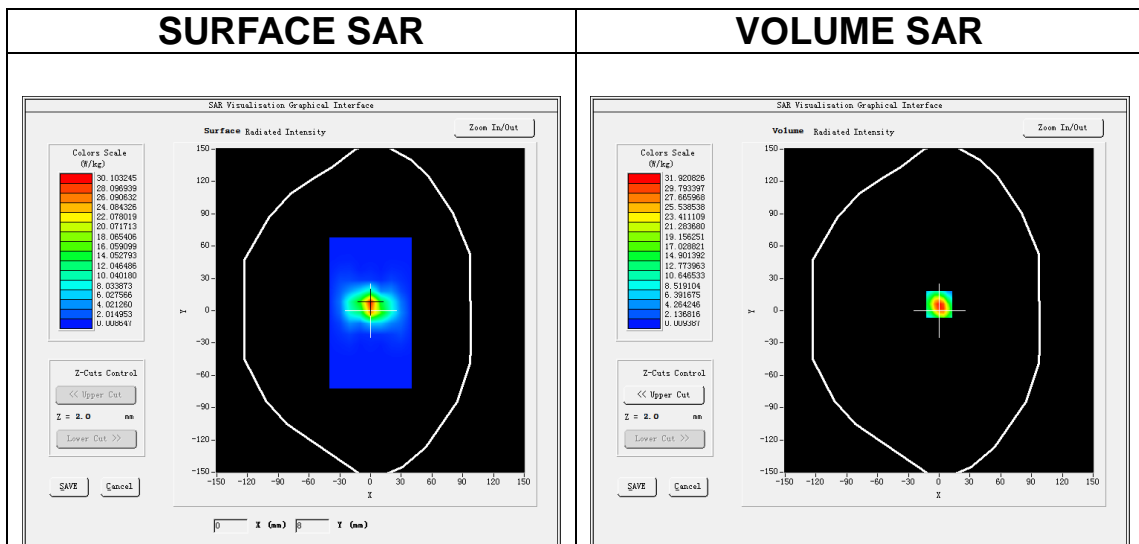 SURFACE SAR
VOLUME SAR
SAR Visualisation Graphical Interface
Surface Radiated Intensity
Zoom In/Out
Colors Scale
(W/kg)
30.103245
28.096939
26.090632
24.084326
22.078019
20.071713
18.065406
16.059099
14.052793
12.046486
10.040180
8.033873
6.027566
4.021260
2.014953
0.008647
150
120
90
60
30
0
-30
-60
-90
-120
-150
Y
-150 -120 -90 -60 -30 0 30 60 90 120 150
X
Z-Cuts Control
<< Upper Cut
Z = 2.0 mm
Lower Cut >>
SAVE Cancel
0 X (mm) 8 Y (mm)
SAR Visualisation Graphical Interface
Volume Radiated Intensity
Zoom In/Out
Colors Scale
(W/kg)
31.920826
29.793397
27.665968
25.538538
23.411109
21.283680
19.156251
17.028821
14.901392
12.773963
10.646533
8.519104
6.391675
4.264246
2.136816
0.009387
150
120
90
60
30
0
-30
-60
-90
-120
-150
Y
-150 -120 -90 -60 -30 0 30 60 90 120 150
X
Z-Cuts Control
<< Upper Cut
Z = 2.0 mm
Lower Cut >>
SAVE Cancel